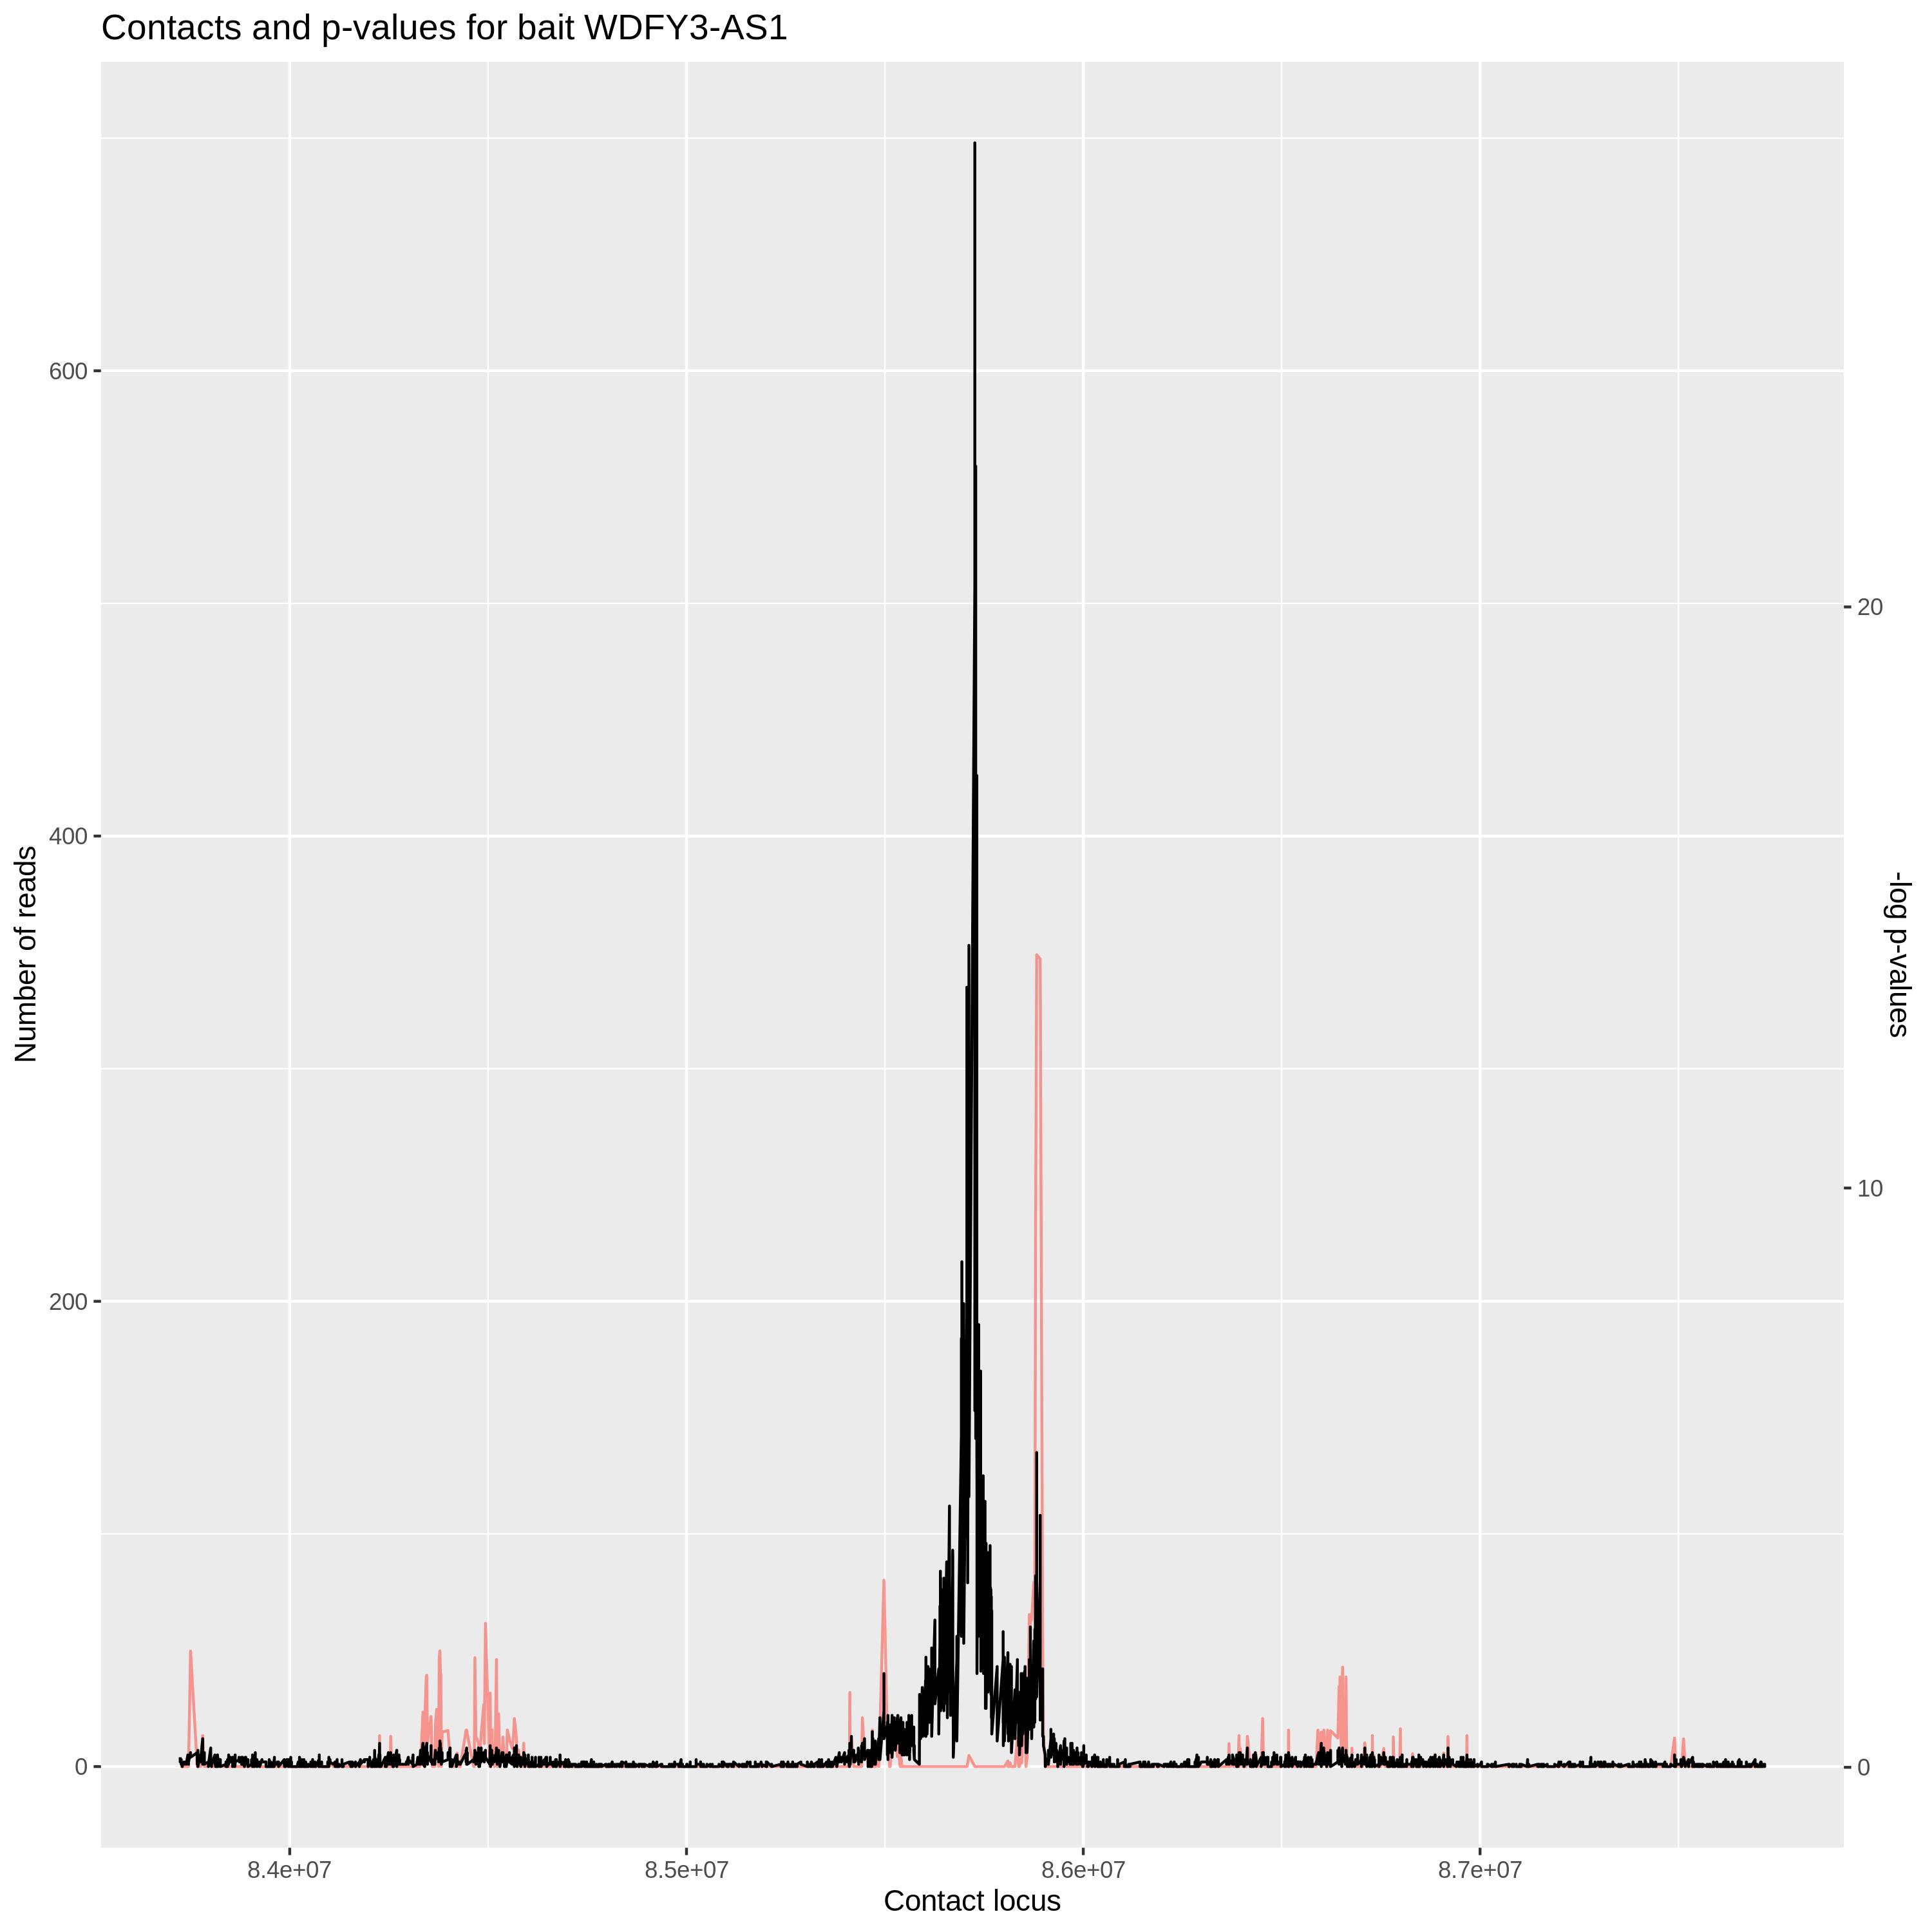 Contacts and p-values for bait WDFY3-AS1
600
400
200
0
Number of reads
20
10
0
-log p-values
8.4e+07
8.5e+07
8.6e+07
8.7e+07
Contact locus